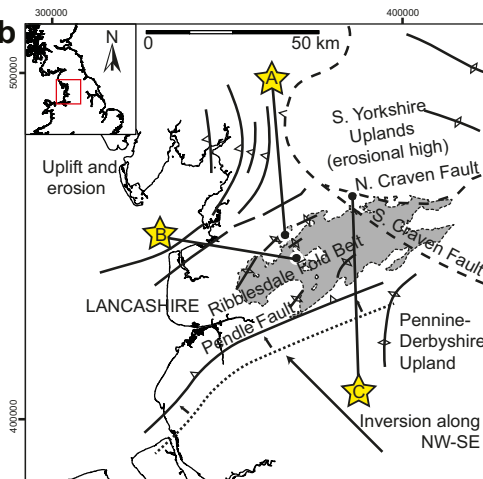 b
300000
400000
500000
N
0
50 km
A
S. Yorkshire
Uplands
(erosional high)
Uplift and
erosion
N. Craven Fault
S. Craven Fault
B
Ribblesdale Fold Belt
LANCASHIRE
Pendle Fault
Pennine-
Derbyshire
Upland
C
400000
Inversion along
NW-SE